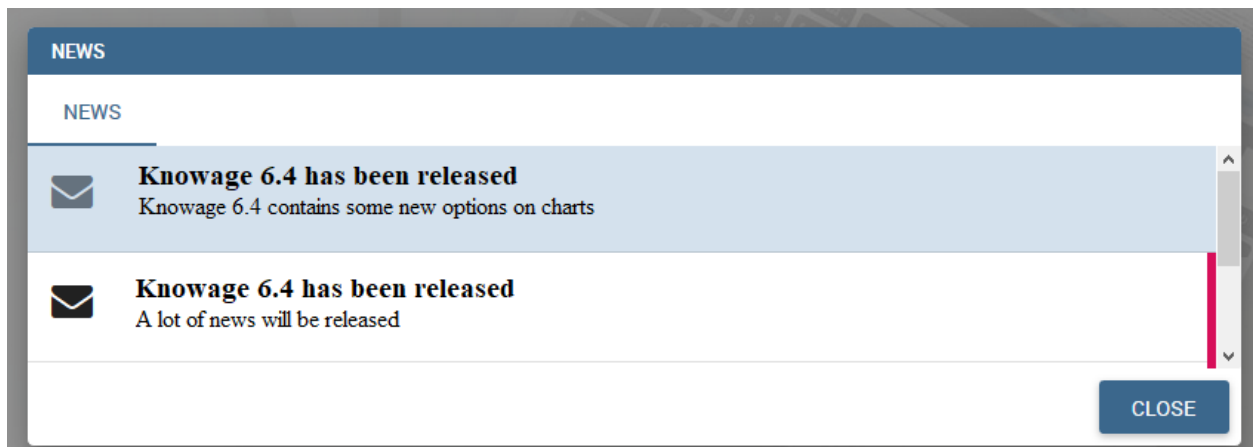 NEWS
NEWS
Knowage 6.4 has been released
Knowage 6.4 contains some new options on charts
Knowage 6.4 has been released
A lot of news will be released
CLOSE